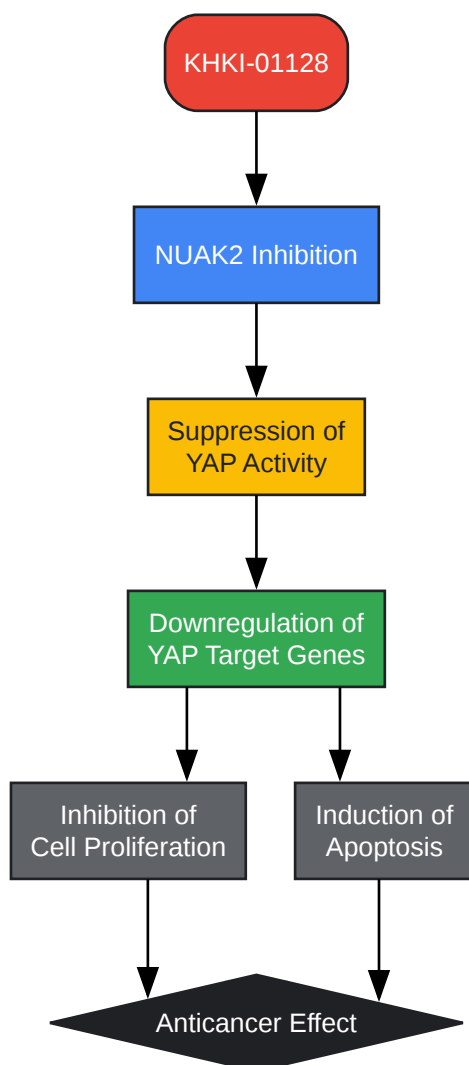 KHKI-01128
NUAK2 Inhibition
Suppression of
YAP Activity
Downregulation of
YAP Target Genes
Inhibition of
Cell Proliferation
Induction of
Apoptosis
Anticancer Effect